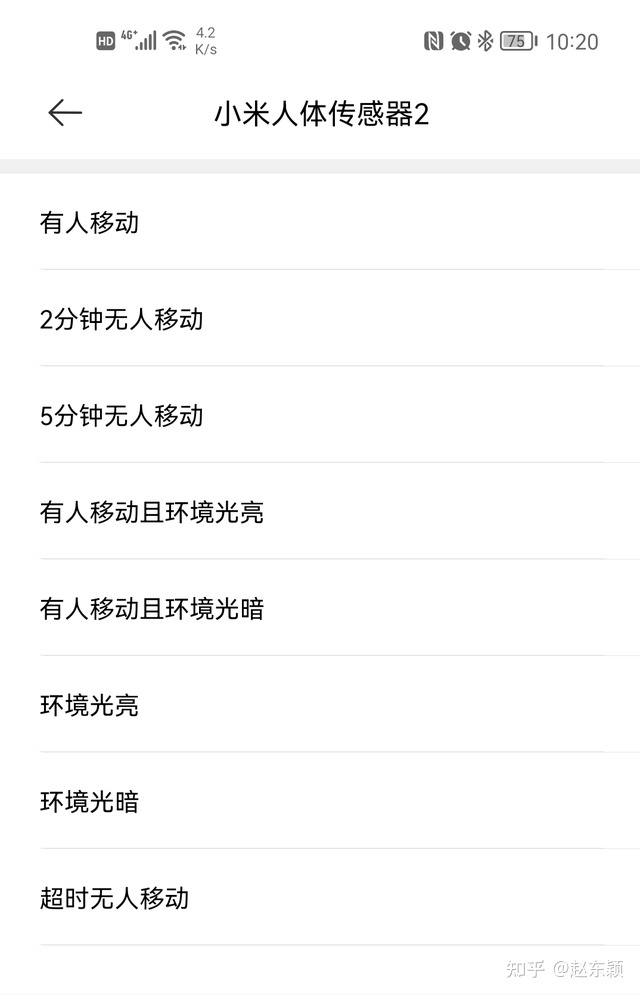 HD 4G+ 4.2 K/s 75 10:20
小米人体传感器2
有人移动
2分钟无人移动
5分钟无人移动
有人移动且环境光亮
有人移动且环境光暗
环境光亮
环境光暗
超时无人移动
知乎 @赵东颖